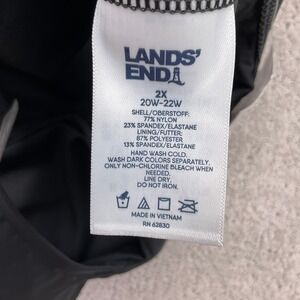 LANDS'
END
2X
20W-22W
SHELL/OBERSTOFF:
77% NYLON
23% SPANDEX/ELASTANE
LINING/FUTTER:
87% POLYESTER
13% SPANDEX/ELASTANE
HAND WASH COLD.
WASH DARK COLORS SEPARATELY.
ONLY NON-CHLORINE BLEACH WHEN
NEEDED.
LINE DRY.
DO NOT IRON.
MADE IN VIETNAM
RN 62830